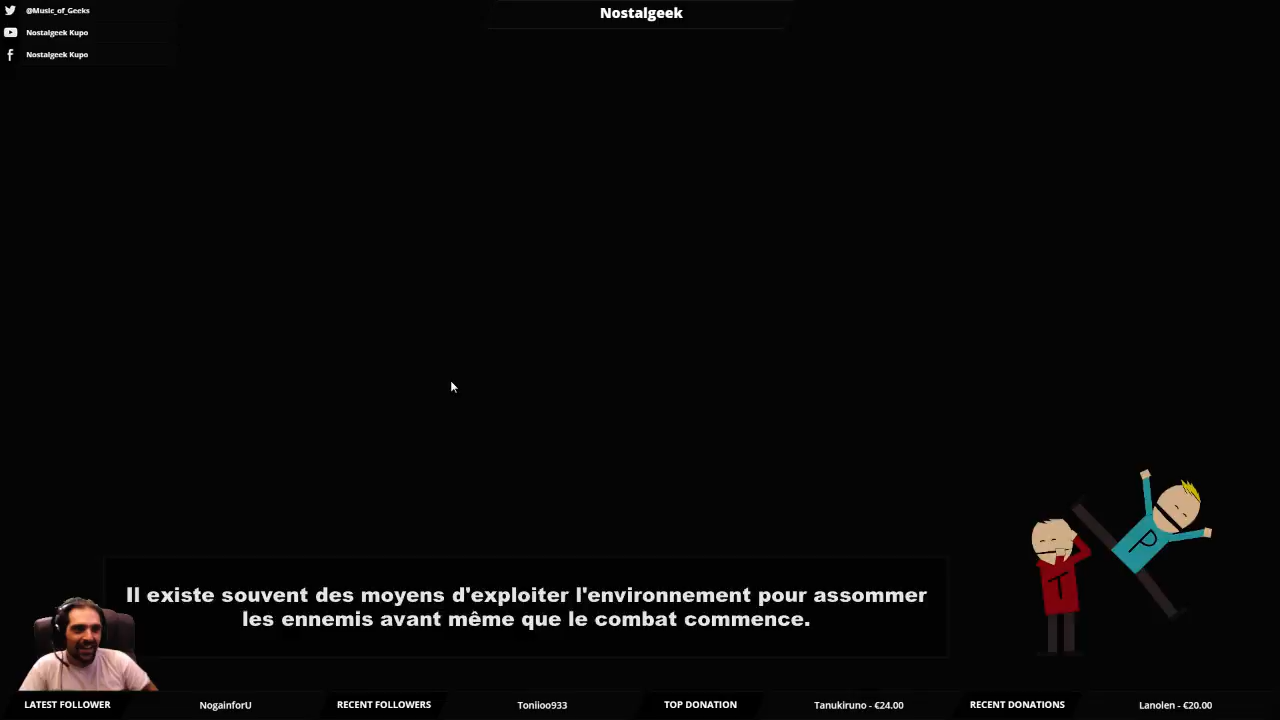 @Music_of_Geeks
Nostalgeek
Nostalgeek Kupo
Nostalgeek Kupo
T
P
Il existe souvent des moyens d'exploiter l'environnement pour assommer
les ennemis avant même que le combat commence.
LATEST FOLLOWER NogainforU RECENT FOLLOWERS Toniioo933 TOP DONATION Tanukiruno - €24.00 RECENT DONATIONS Lanolen - €20.00